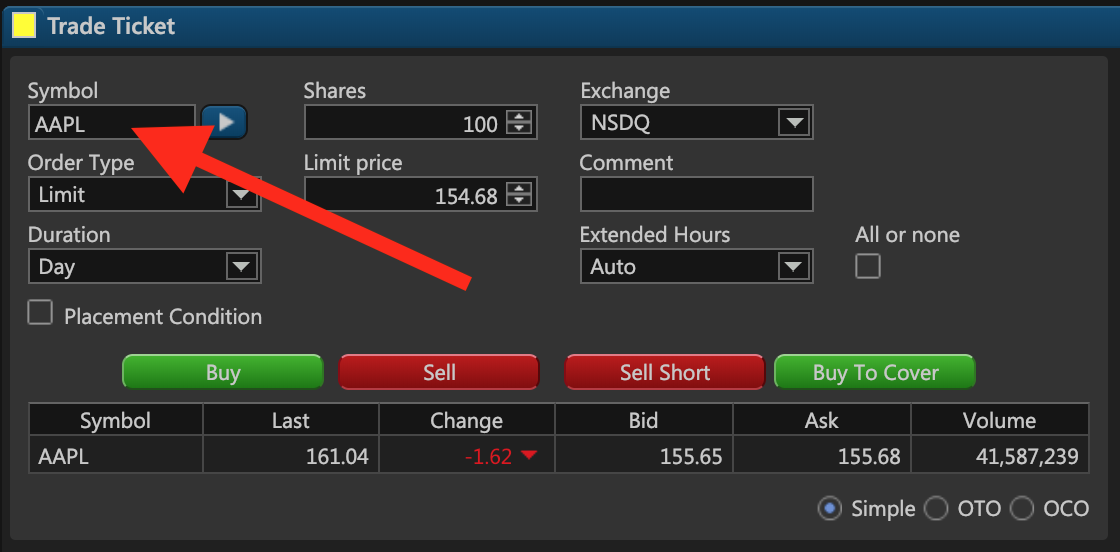 Trade Ticket
Symbol Shares Exchange
AAPL 100 NSDQ
Order Type Limit price Comment
Limit 154.68
Duration Extended Hours All or none
Day Auto
Placement Condition
Buy Sell Sell Short Buy To Cover
Symbol Last Change Bid Ask Volume
AAPL 161.04 -1.62 155.65 155.68 41,587,239
Simple OTO OCO